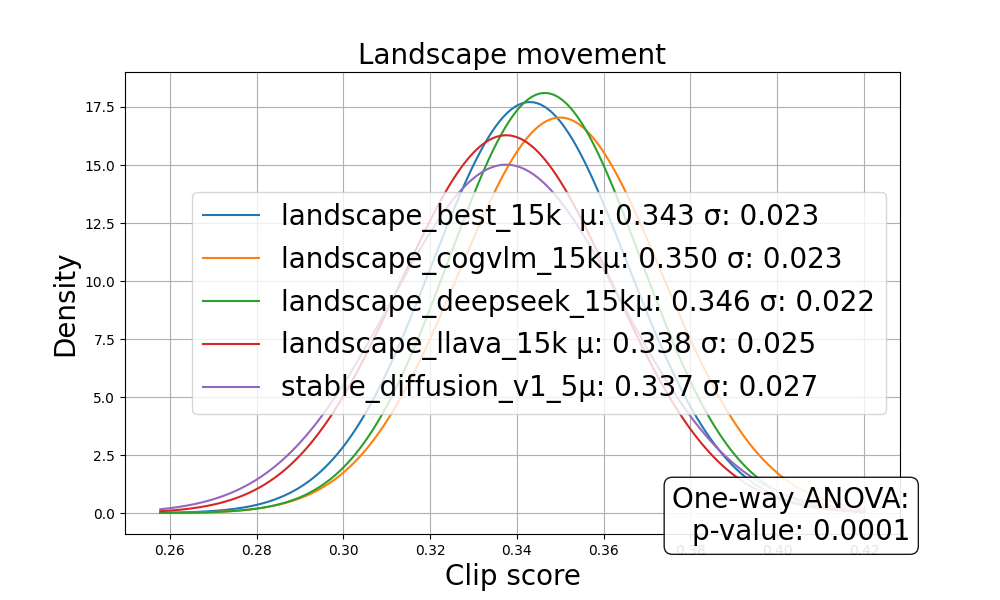 Landscape movement
17.5
15.0
12.5
10.0
7.5
5.0
2.5
0.0
Density
landscape_best_15k  μ: 0.343 σ: 0.023
landscape_cogvlm_15kμ: 0.350 σ: 0.023
landscape_deepseek_15kμ: 0.346 σ: 0.022
landscape_llava_15k μ: 0.338 σ: 0.025
stable_diffusion_v1_5μ: 0.337 σ: 0.027
One-way ANOVA:
p-value: 0.0001
0.26 0.28 0.30 0.32 0.34 0.36 0.38 0.40 0.42
Clip score